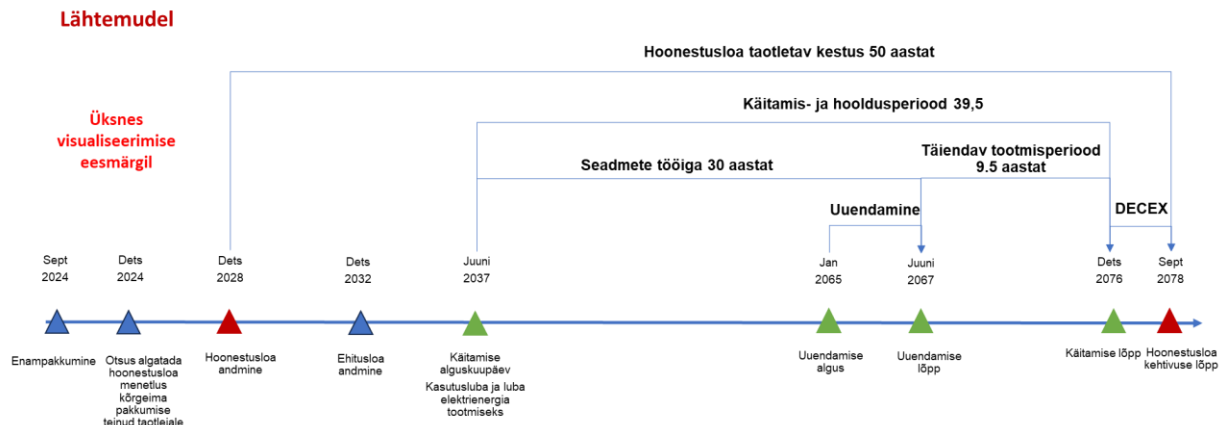 Lähtemudel
Hoonestusloa taotletav kestus 50 aastat
Üksnes
visualiseerimise
eesmärgil
Käitamis- ja hooldusperiood 39,5
Seadmete tööiga 30 aastat
Täiendav tootmisperiood
9.5 aastat
Uuendamine
DECEX
Sept
2024
Dets
2024
Dets
2028
Dets
2032
Juuni
2037
Jan
2065
Juuni
2067
Dets
2076
Sept
2078
Enampakkumine
Otsus algatada
hoonestusloa
menetlus
kõrgeima
pakkumise
teinud taotlejale
Hoonestusloa
andmine
Ehitusloa
andmine
Käitamise
alguskuupäev
Kasutusluba ja luba
elektrienergia
tootmiseks
Uuendamise
algus
Uuendamise
lõpp
Käitamise lõpp
Hoonestusloa
kehtivuse lõpp